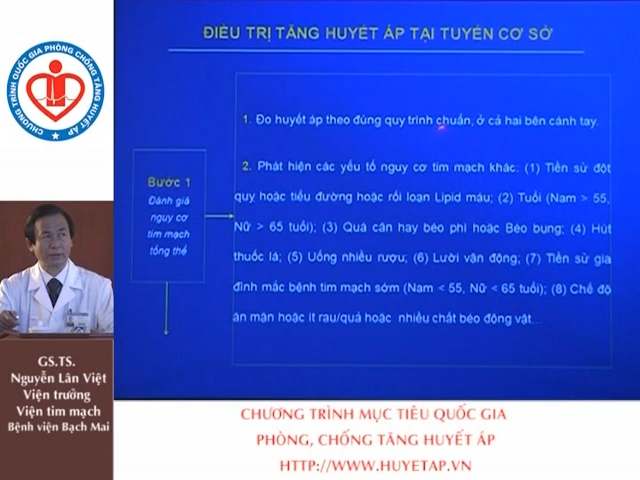 CHƯƠNG TRÌNH QUỐC GIA PHÒNG CHỐNG TĂNG HUYẾT ÁP
ĐIỀU TRỊ TĂNG HUYẾT ÁP TẠI TUYẾN CƠ SỞ
1. Đo huyết áp theo đúng quy trình chuẩn, ở cả hai bên cánh tay.
Bước 1
Đánh giá
nguy cơ
tim mạch
tổng thể
2. Phát hiện các yếu tố nguy cơ tim mạch khác: (1) Tiền sử đột
quỵ hoặc tiểu đường hoặc rối loạn Lipid máu; (2) Tuổi (Nam > 55,
Nữ > 65 tuổi); (3) Quá cân hay béo phì hoặc Béo bụng; (4) Hút
thuốc lá; (5) Uống nhiều rượu; (6) Lười vận động; (7) Tiền sử gia
đình mắc bệnh tim mạch sớm (Nam < 55, Nữ < 65 tuổi); (8) Chế độ
ăn mặn hoặc ít rau/quả hoặc nhiều chất béo động vật...
GS.TS.
Nguyễn Lân Việt
Viện trưởng
Viện tim mạch
Bệnh viện Bạch Mai
CHƯƠNG TRÌNH MỤC TIÊU QUỐC GIA
PHÒNG, CHỐNG TĂNG HUYẾT ÁP
HTTP://WWW.HUYETAP.VN